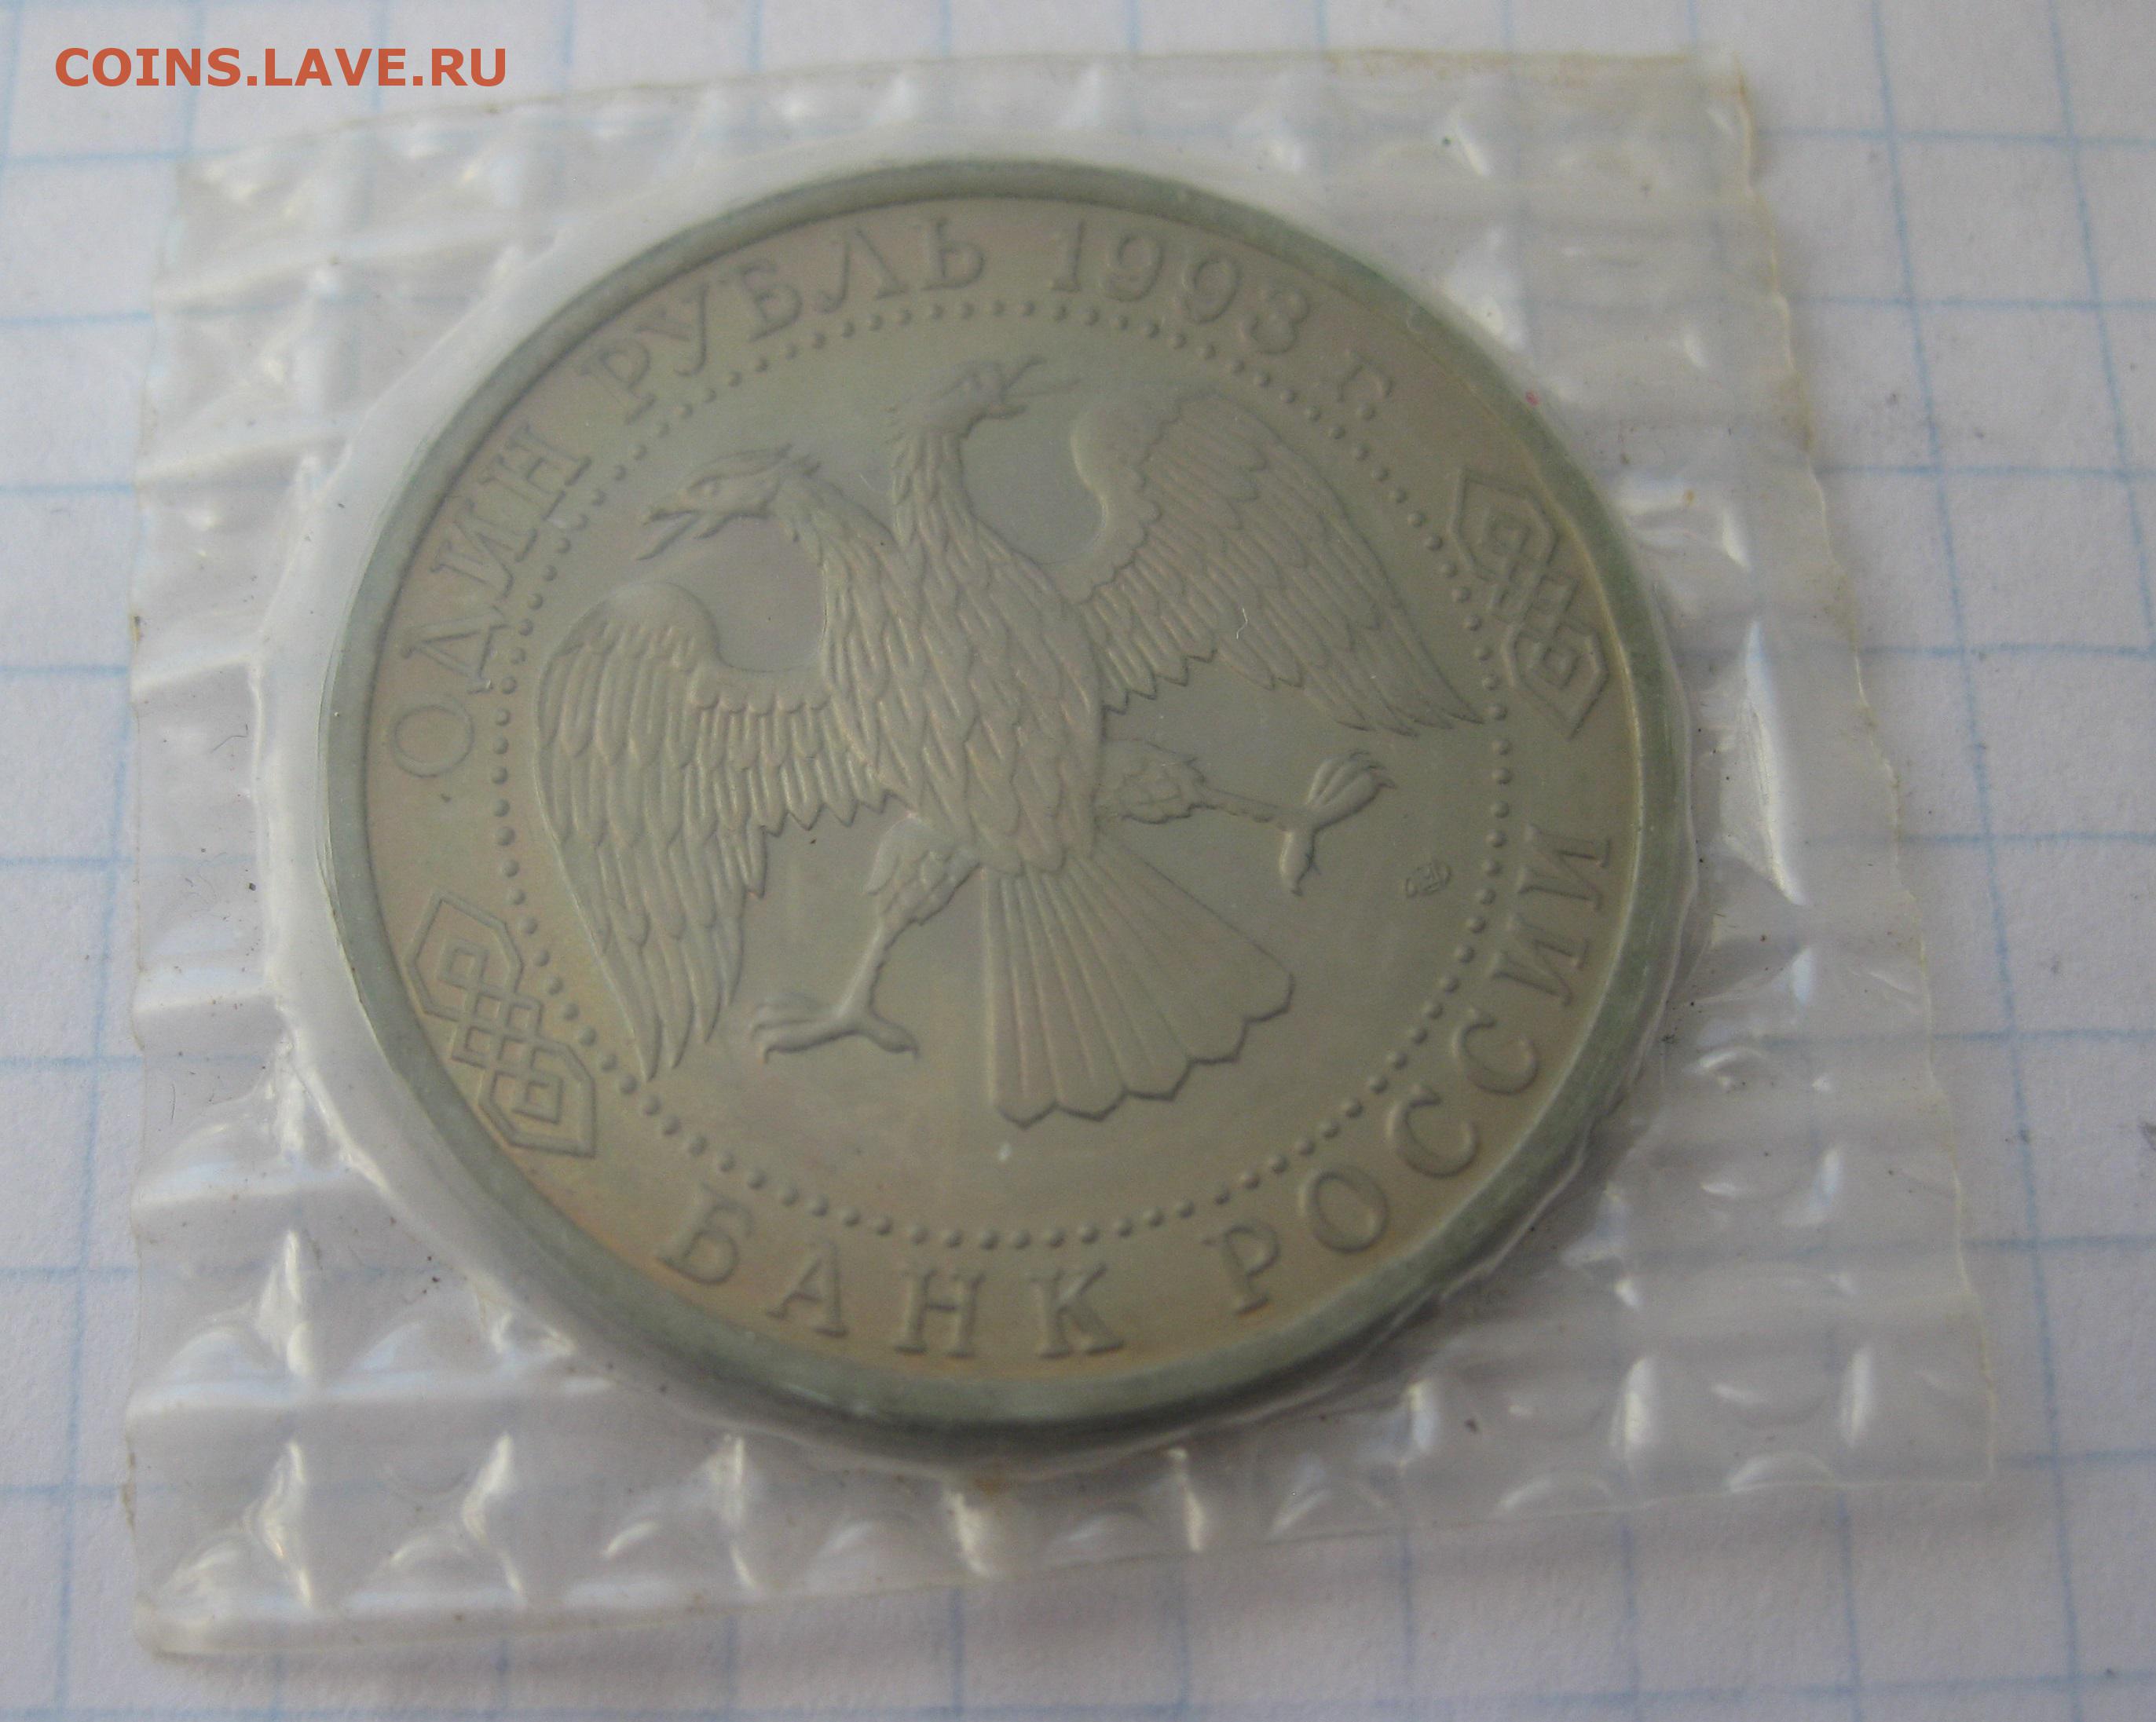 COINS.LAVE.RU
ОДИН РУБЛЬ 1993 г.
БАНК РОССИИ